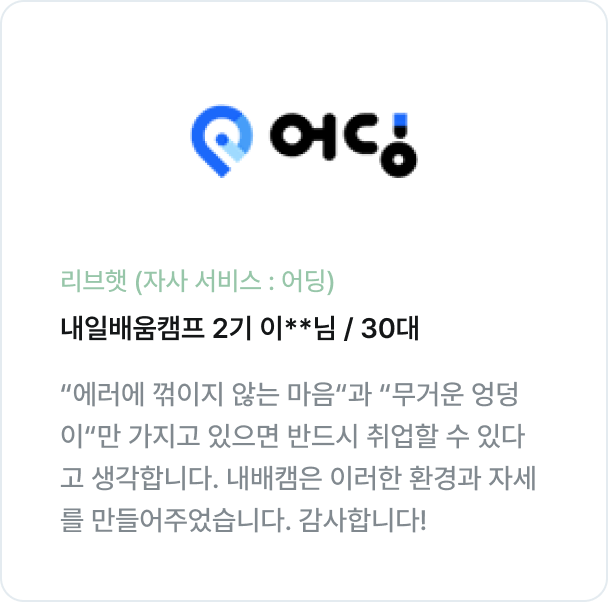 어딩
리브햇 (자사 서비스 : 어딩)
내일배움캠프 2기 이**님 / 30대
“에러에 꺾이지 않는 마음“과 “무거운 엉덩
이“만 가지고 있으면 반드시 취업할 수 있다
고 생각합니다. 내배캠은 이러한 환경과 자세
를 만들어주었습니다. 감사합니다!